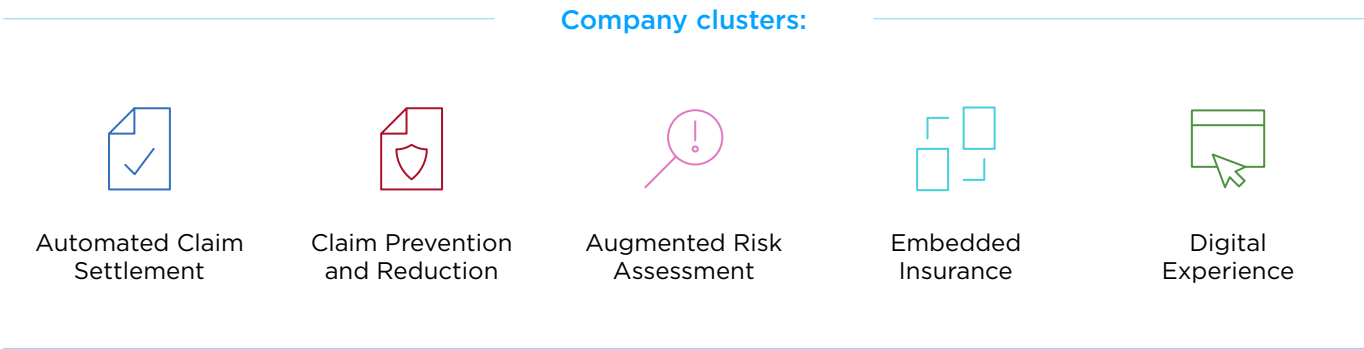 Company clusters:
Automated Claim
Settlement
Claim Prevention
and Reduction
Augmented Risk
Assessment
Embedded
Insurance
Digital
Experience